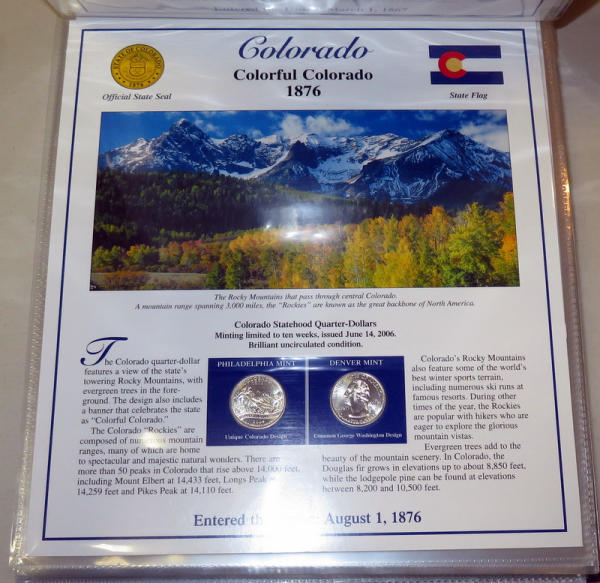 Entered the Union: March 1, 1867
Colorado
Colorful Colorado
1876
STATE OF COLORADO
1876
Official State Seal
State Flag
The Rocky Mountains that pass through central Colorado.
A mountain range spanning 3,000 miles, the "Rockies" are known as the great backbone of North America.
Colorado Statehood Quarter-Dollars
Minting limited to ten weeks, issued June 14, 2006.
Brilliant uncirculated condition.
The Colorado quarter-dollar
features a view of the state's
towering Rocky Mountains, with
evergreen trees in the fore-
ground. The design also includes
a banner that celebrates the state
as "Colorful Colorado."
The Colorado "Rockies" are
composed of numerous mountain
ranges, many of which are home
to spectacular and majestic natural wonders. There are
more than 50 peaks in Colorado that rise above 14,000 feet,
including Mount Elbert at 14,433 feet, Longs Peak at
14,259 feet and Pikes Peak at 14,110 feet.
PHILADELPHIA MINT
Unique Colorado Design
DENVER MINT
Common George Washington Design
Colorado's Rocky Mountains
also feature some of the world's
best winter sports terrain,
including numerous ski runs at
famous resorts. During other
times of the year, the Rockies
are popular with hikers who are
eager to explore the glorious
mountain vistas.
Evergreen trees add to the
beauty of the mountain scenery. In Colorado, the
Douglas fir grows in elevations up to about 8,850 feet,
while the lodgepole pine can be found at elevations
between 8,200 and 10,500 feet.
Entered th August 1, 1876